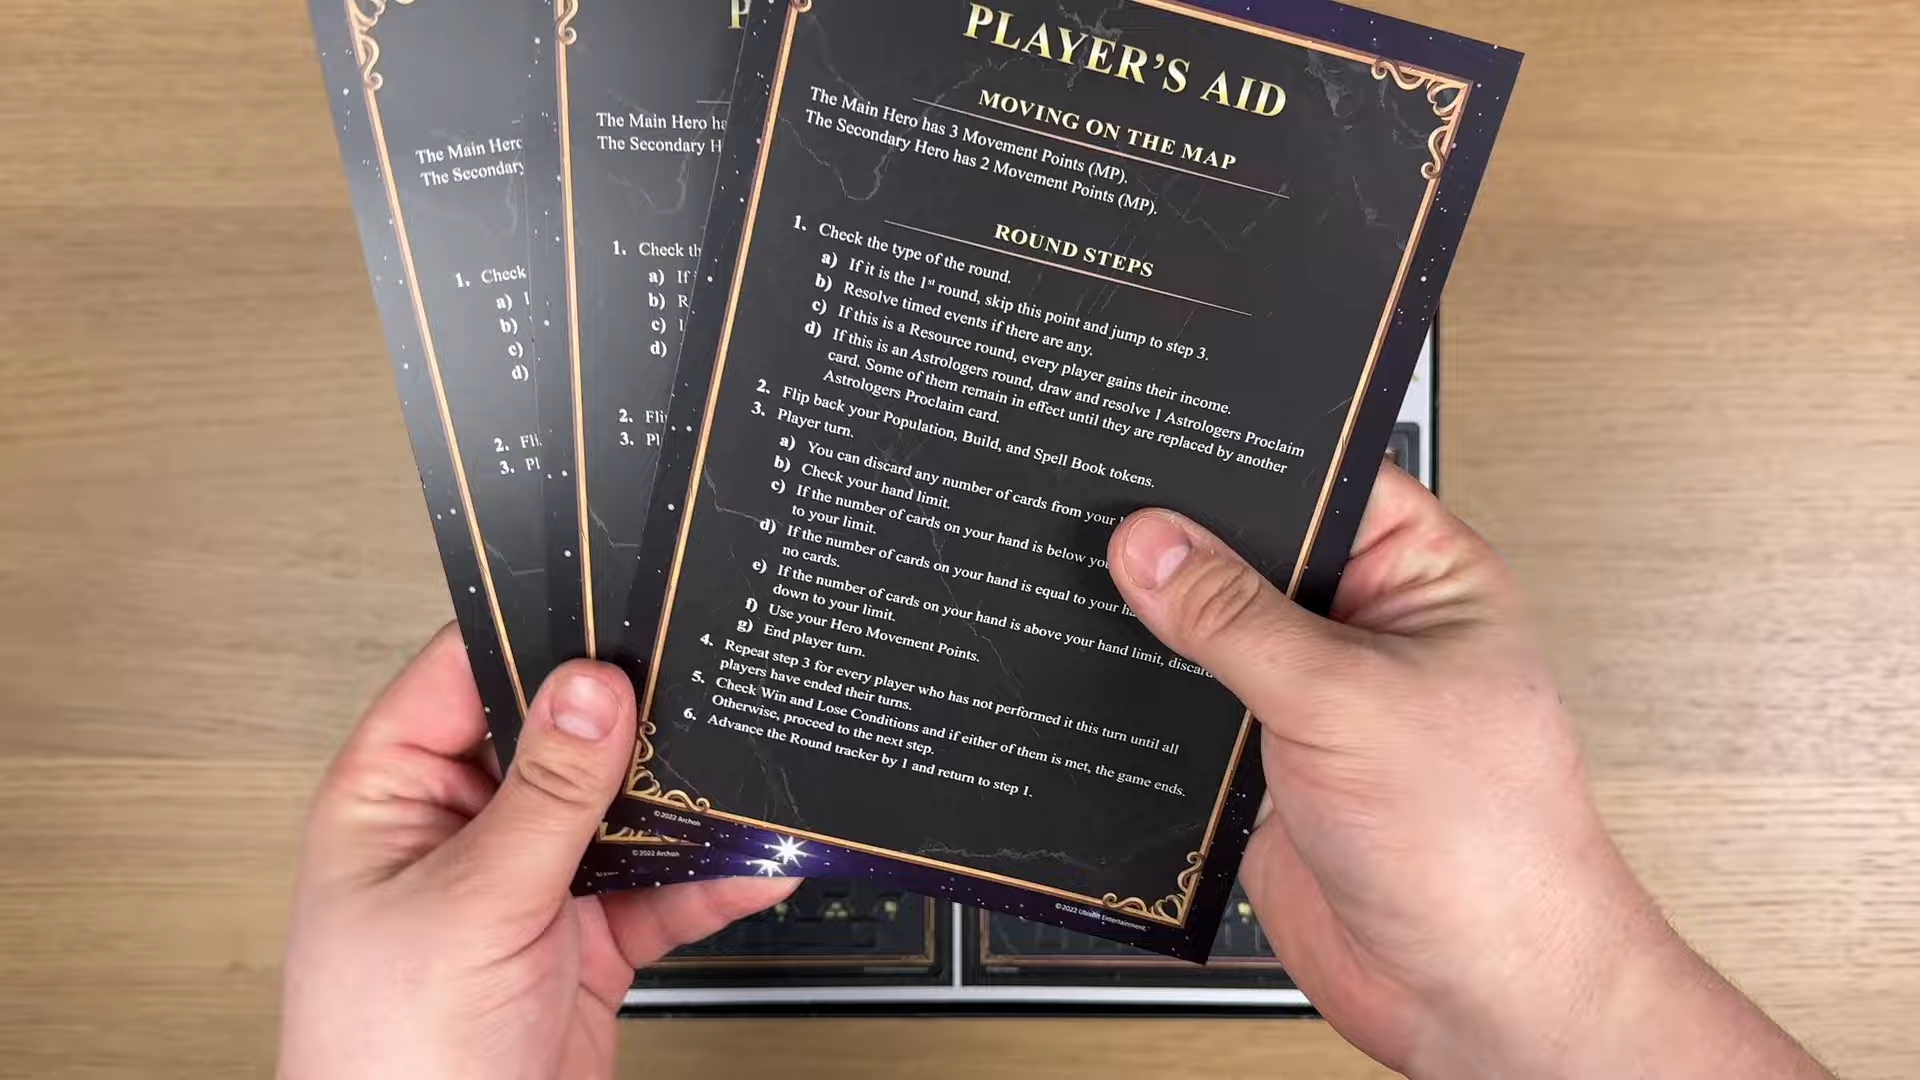 The Main Hero
The Secondary
1. Check
a)
b)
c)
d)
2.
3. Pl
P
The Main Hero ha
The Secondary H
1. Check th
a) If
b) R
c)
d)
2. Fli
3. Pl
PLAYER'S AID
MOVING ON THE MAP
The Main Hero has 3 Movement Points (MP).
The Secondary Hero has 2 Movement Points (MP).
ROUND STEPS
1. Check the type of the round.
a) If it is the 1st round, skip this point and jump to step 3.
b) Resolve timed events if there are any.
c) If this is a Resource round, every player gains their income.
d) If this is an Astrologers round, draw and resolve 1 Astrologers Proclaim
card. Some of them remain in effect until they are replaced by another
Astrologers Proclaim card.
2. Flip back your Population, Build, and Spell Book tokens.
3. Player turn.
a) You can discard any number of cards from your
b) Check your hand limit.
c) If the number of cards on your hand is below you
to your limit.
d) If the number of cards on your hand is equal to your ha
no cards.
e) If the number of cards on your hand is above your hand limit, discard
down to your limit.
f) Use your Hero Movement Points.
g) End player turn.
4. Repeat step 3 for every player who has not performed it this turn until all
players have ended their turns.
5. Check Win and Lose Conditions and if either of them is met, the game ends.
Otherwise, proceed to the next step.
6. Advance the Round tracker by 1 and return to step 1.
© 2022 Archon
© 2022 Archon
© 2022 Ubisoft Entertainment.